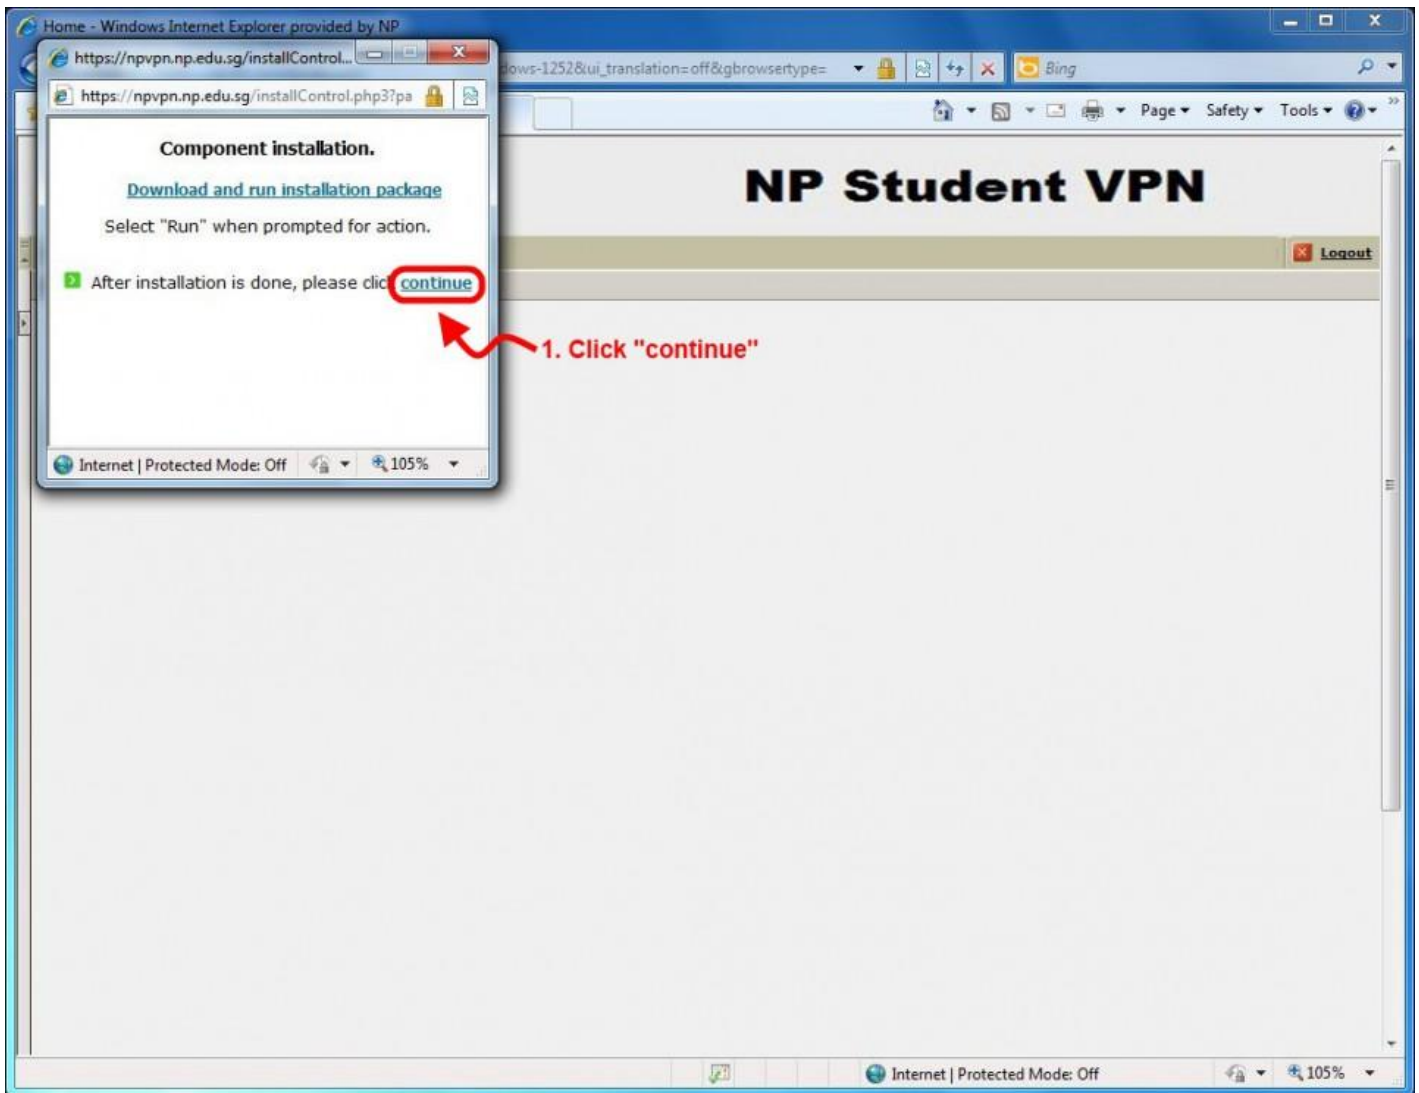 Home - Windows Internet Explorer provided by NP
https://npvpn.np.edu.sg/installControl...
dows-1252&ui_translation=off&gbrowsertype=
Bing
https://npvpn.np.edu.sg/installControl.php3?pa
Page
Safety
Tools
Component installation.
Download and run installation package
Select "Run" when prompted for action.
After installation is done, please clic continue
NP Student VPN
Logout
1. Click "continue"
Internet | Protected Mode: Off
105%
Internet | Protected Mode: Off
105%